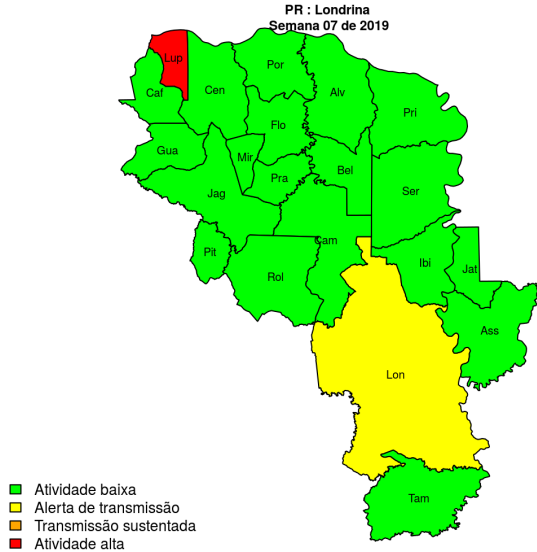 PR : Londrina
Semana 07 de 2019
Lup
Por
Caf
Cen
Alv
Pri
Flo
Gua
Mir
Bel
Pra
Jag
Ser
Cam
Pit
Ibi
Jat
Rol
Ass
Lon
Tam
Atividade baixa
Alerta de transmissão
Transmissão sustentada
Atividade alta